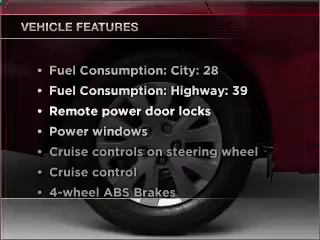 VEHICLE FEATURES
• Fuel Consumption: City: 28
• Fuel Consumption: Highway: 39
• Remote power door locks
• Power windows
• Cruise controls on steering wheel
• Cruise control
• 4-wheel ABS Brakes